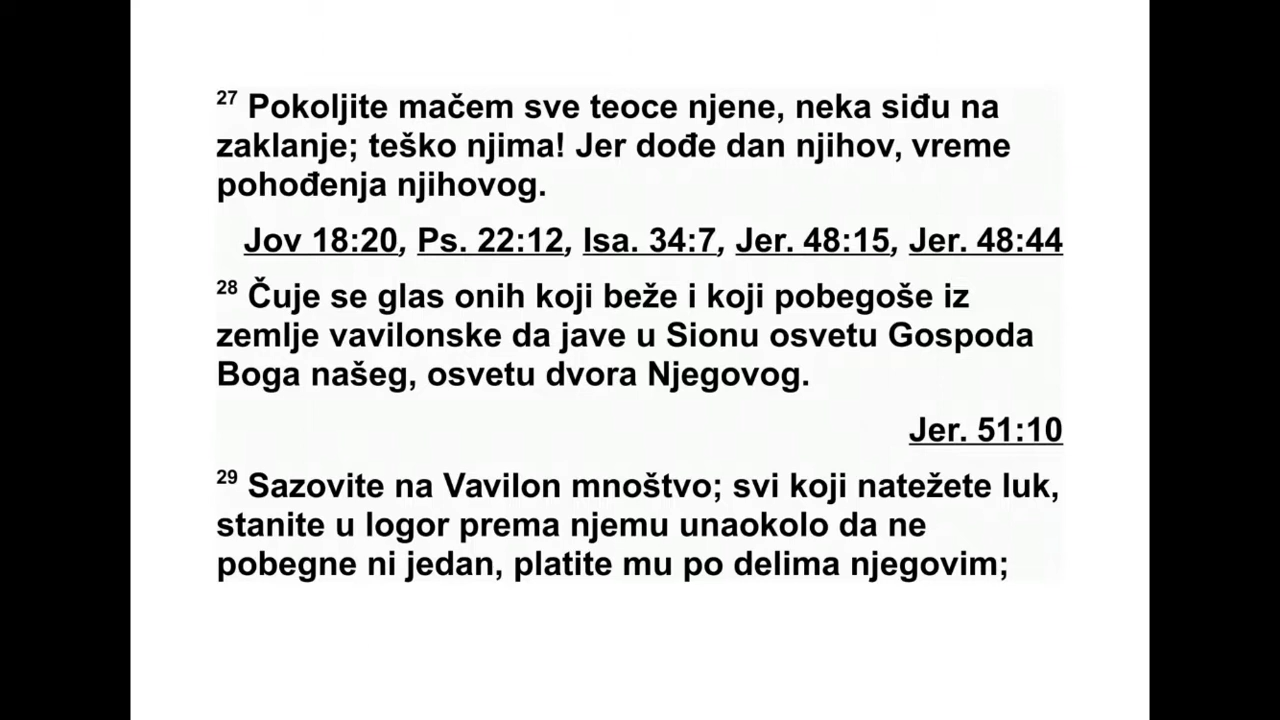 27 Pokoljite mačem sve teoce njene, neka siđu na
zaklanje; teško njima! Jer dođe dan njihov, vreme
pohođenja njihovog.
Jov 18:20, Ps. 22:12, Isa. 34:7, Jer. 48:15, Jer. 48:44
28 Čuje se glas onih koji beže i koji pobegoše iz
zemlje vavilonske da jave u Sionu osvetu Gospoda
Boga našeg, osvetu dvora Njegovog.
Jer. 51:10
29 Sazovite na Vavilon mnoštvo; svi koji natežete luk,
stanite u logor prema njemu unaokolo da ne
pobegne ni jedan, platite mu po delima njegovim;